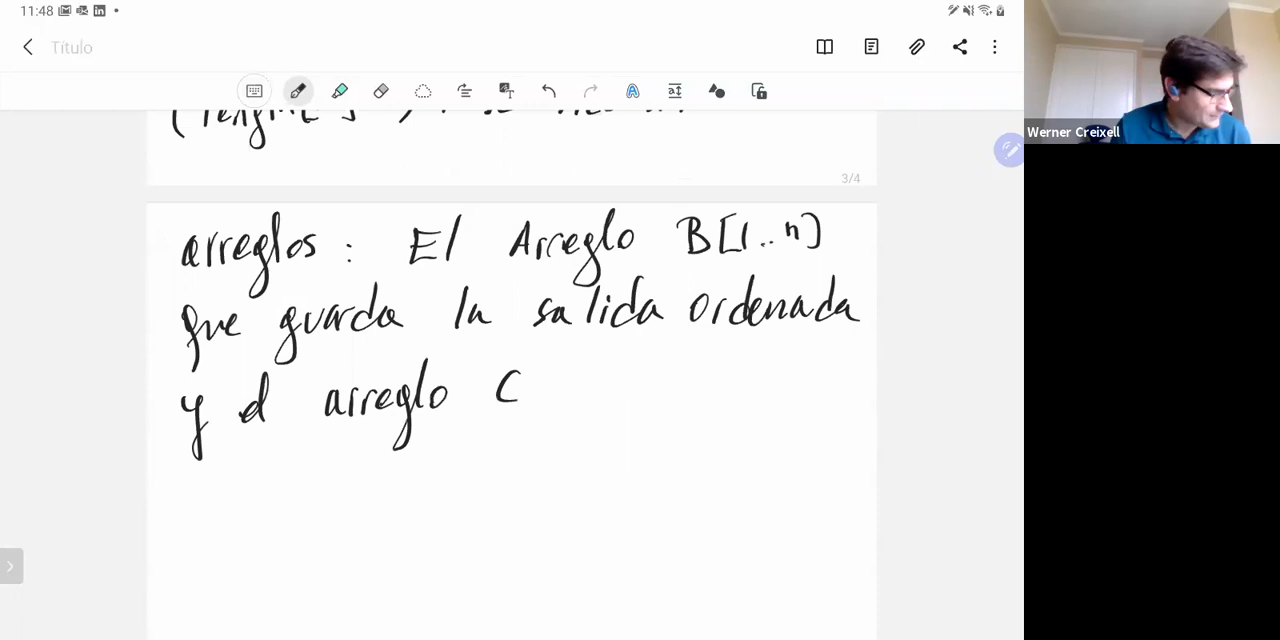 11:48
Título
3/4
arreglos: El Arreglo B[1..n]
que guarda la salida ordenada
y el arreglo C
Werner Creixell